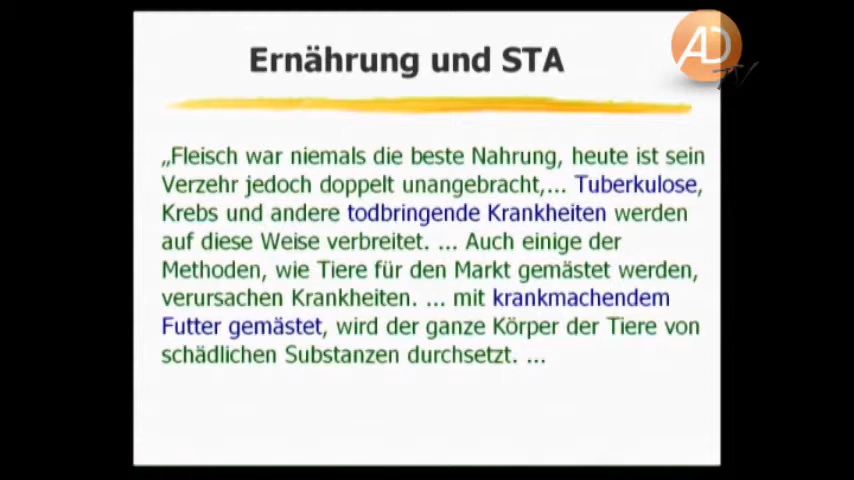 AD
TV
Ernährung und STA
„Fleisch war niemals die beste Nahrung, heute ist sein
Verzehr jedoch doppelt unangebracht,... Tuberkulose,
Krebs und andere todbringende Krankheiten werden
auf diese Weise verbreitet. ... Auch einige der
Methoden, wie Tiere für den Markt gemästet werden,
verursachen Krankheiten. ... mit krankmachendem
Futter gemästet, wird der ganze Körper der Tiere von
schädlichen Substanzen durchsetzt. ...